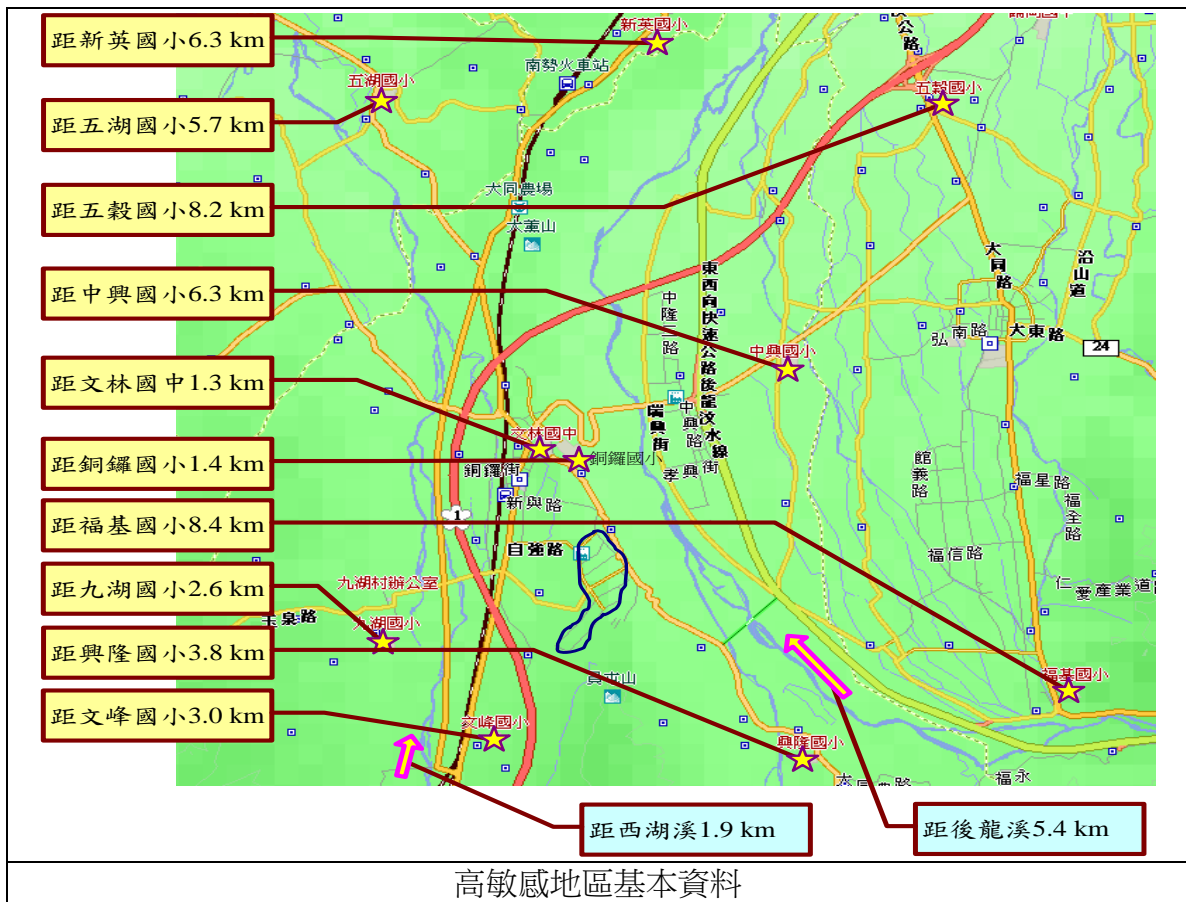 距新英國小6.3 km
距五湖國小5.7 km
距五穀國小8.2 km
距中興國小6.3 km
距文林國中1.3 km
距銅鑼國小1.4 km
距福基國小8.4 km
距九湖國小2.6 km
距興隆國小3.8 km
距文峰國小3.0 km
距西湖溪1.9 km
距後龍溪5.4 km
新英國小
南勢火車站
五湖國小
公路
五穀國小
大同農場
大同路
沿山道
東西向快速公路後龍汶水線
中隆二路
弘南路
大東路
24
中興國小
瑞興街
中興路
孝興街
文林國中
銅鑼國小
銅鑼街
新興路
館義路
福星路
福全路
1
自強路
福信路
九湖村辦公室
仁愛產業道
玉泉路
九湖國小
員屯山
福基國小
文峰國小
興隆國小
福永
高敏感地區基本資料